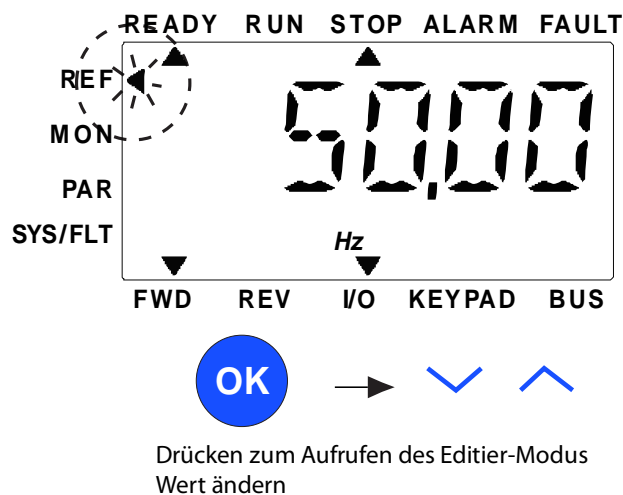 READY RUN STOP ALARM FAULT
REF
50,00
MON
PAR
SYS/FLT
Hz
FWD REV I/O KEYPAD BUS
OK
Drücken zum Aufrufen des Editier-Modus
Wert ändern